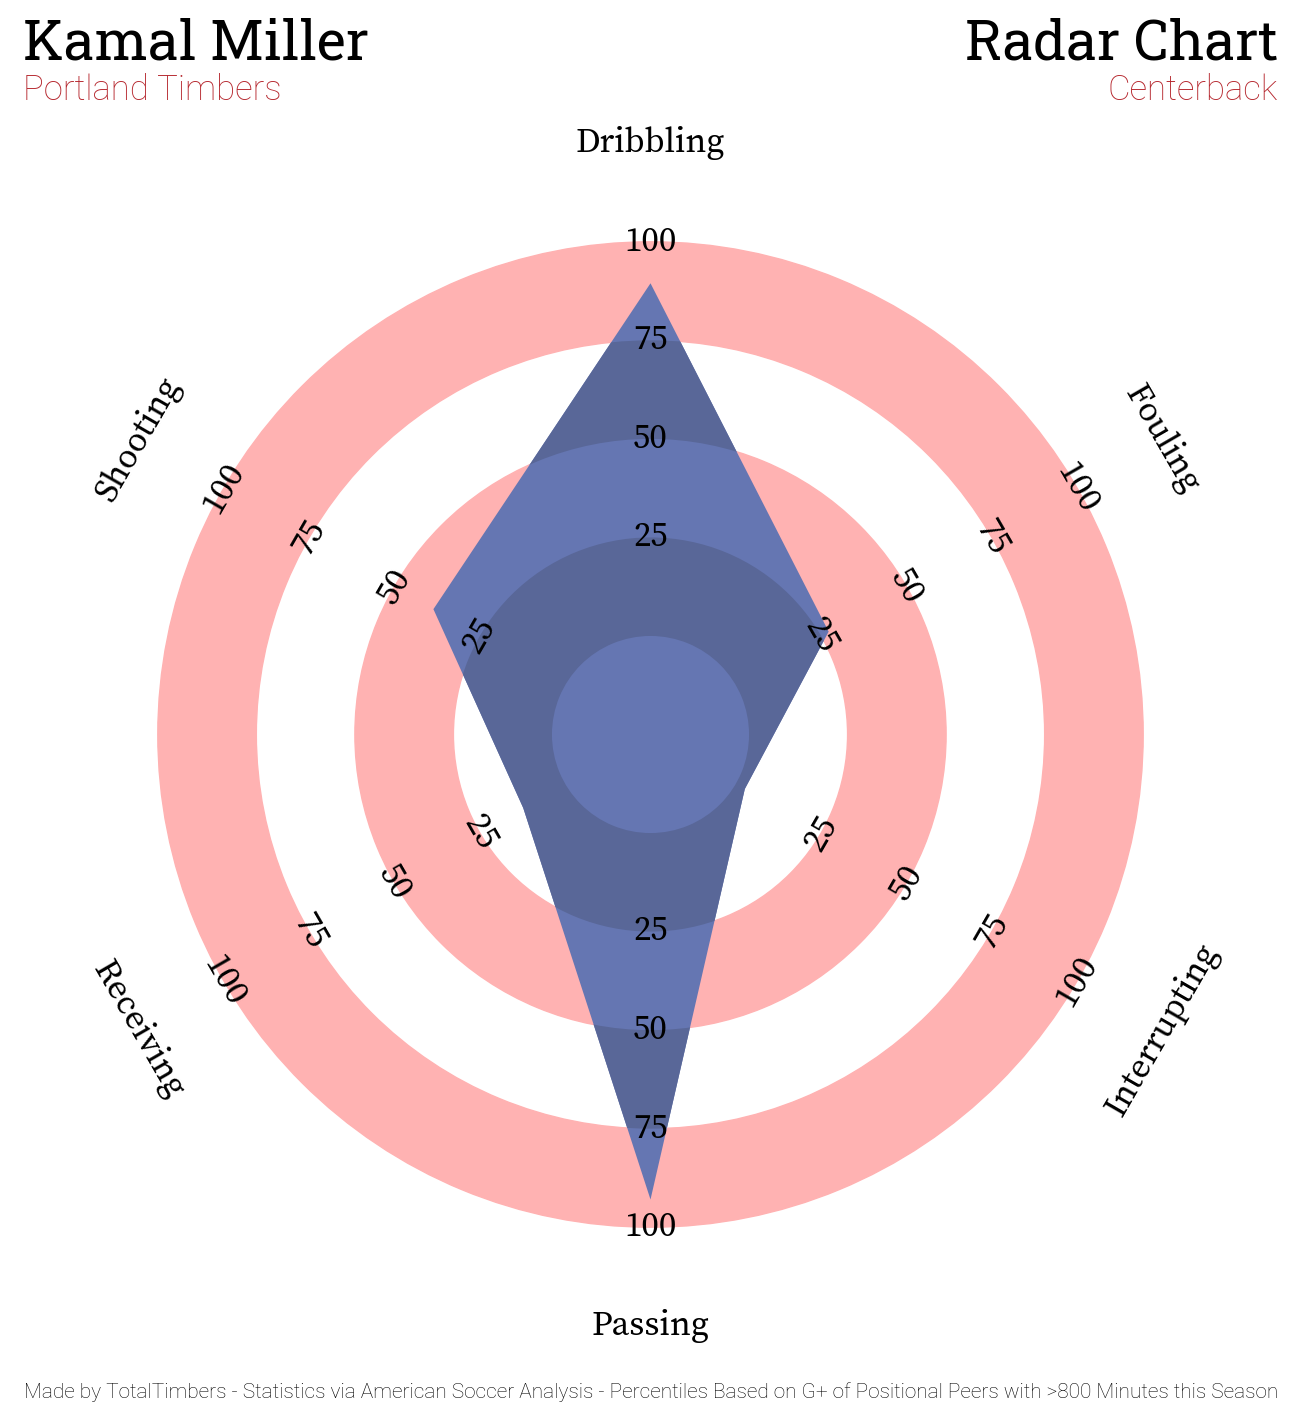 Kamal Miller
Radar Chart
Portland Timbers
Centerback
Dribbling
100
75
50
25
Fouling
100
75
50
25
Interrupting
25
50
75
100
Passing
25
50
75
100
Receiving
25
50
75
100
Shooting
100
75
50
25
Made by TotalTimbers - Statistics via American Soccer Analysis - Percentiles Based on G+ of Positional Peers with >800 Minutes this Season